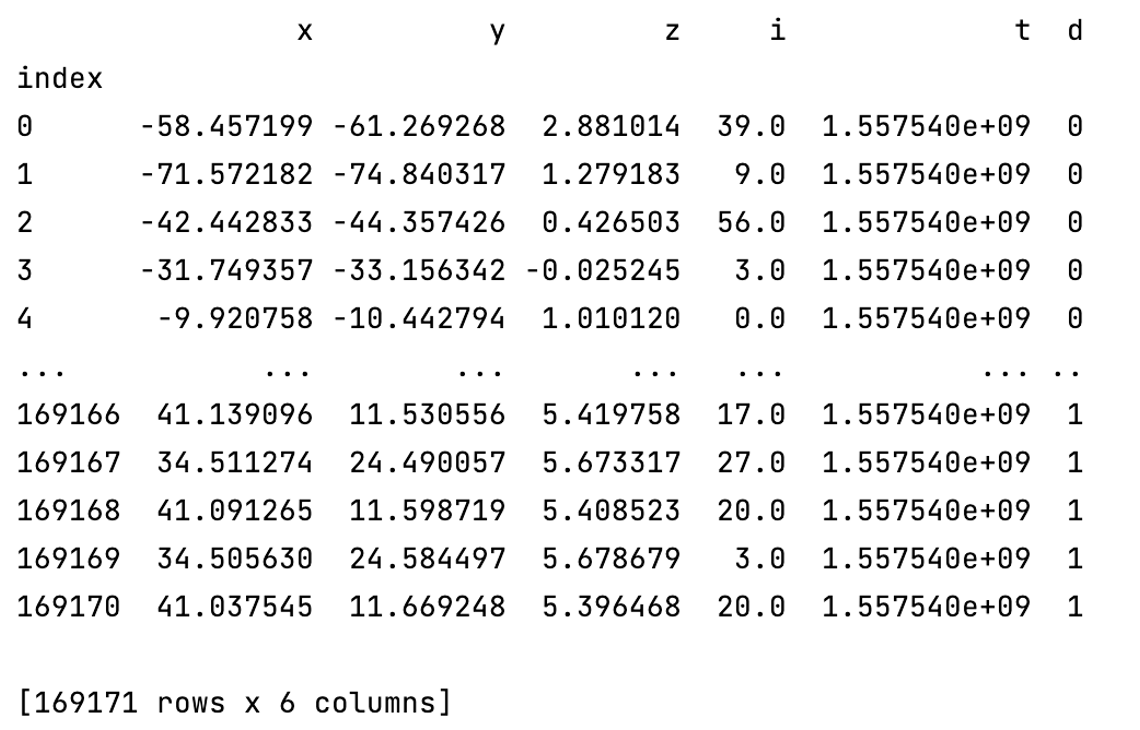 x y z i t d
index
0 -58.457199 -61.269268 2.881014 39.0 1.557540e+09 0
1 -71.572182 -74.840317 1.279183 9.0 1.557540e+09 0
2 -42.442833 -44.357426 0.426503 56.0 1.557540e+09 0
3 -31.749357 -33.156342 -0.025245 3.0 1.557540e+09 0
4 -9.920758 -10.442794 1.010120 0.0 1.557540e+09 0
... ... ... ... ... ... ..
169166 41.139096 11.530556 5.419758 17.0 1.557540e+09 1
169167 34.511274 24.490057 5.673317 27.0 1.557540e+09 1
169168 41.091265 11.598719 5.408523 20.0 1.557540e+09 1
169169 34.505630 24.584497 5.678679 3.0 1.557540e+09 1
169170 41.037545 11.669248 5.396468 20.0 1.557540e+09 1
[169171 rows x 6 columns]